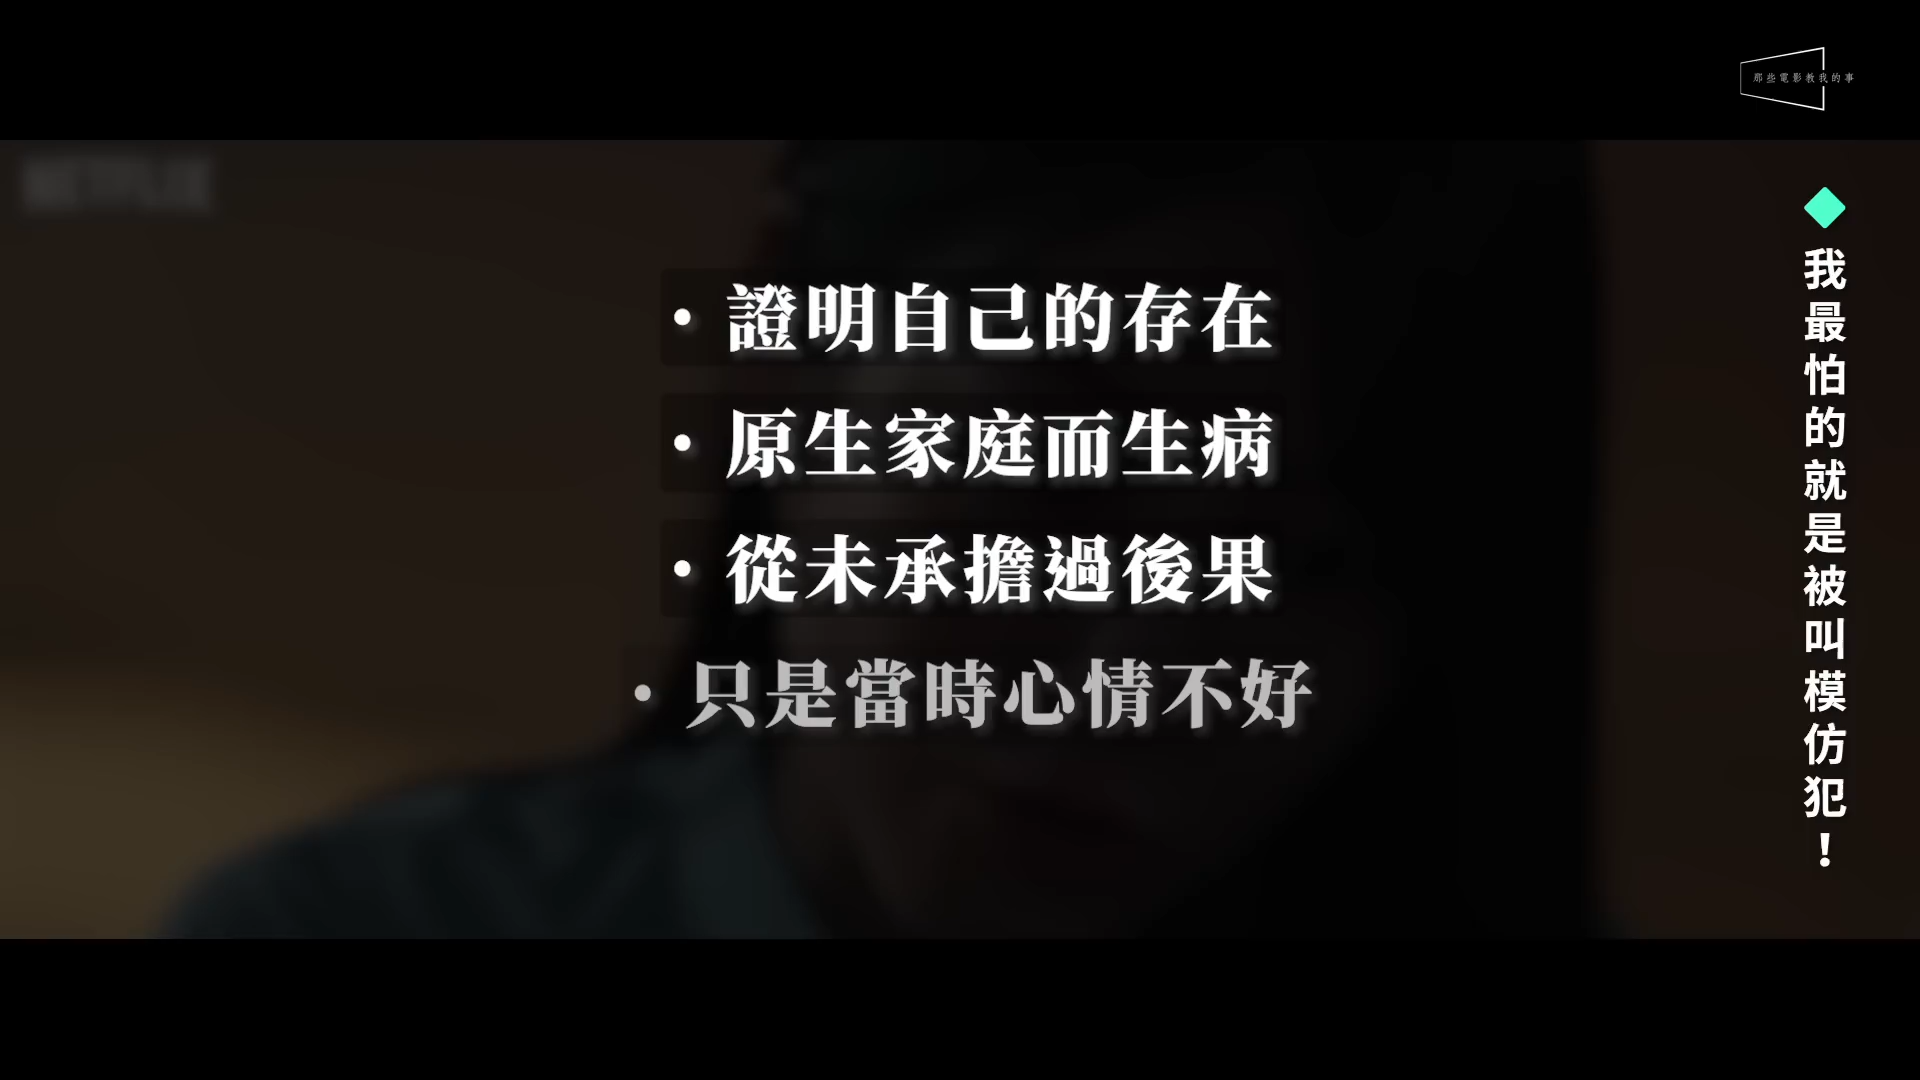 那些電影教我的事
NETFLIX
• 證明自己的存在
• 原生家庭而生病
• 從未承擔過後果
• 只是當時心情不好
我最怕的就是被叫模仿犯！